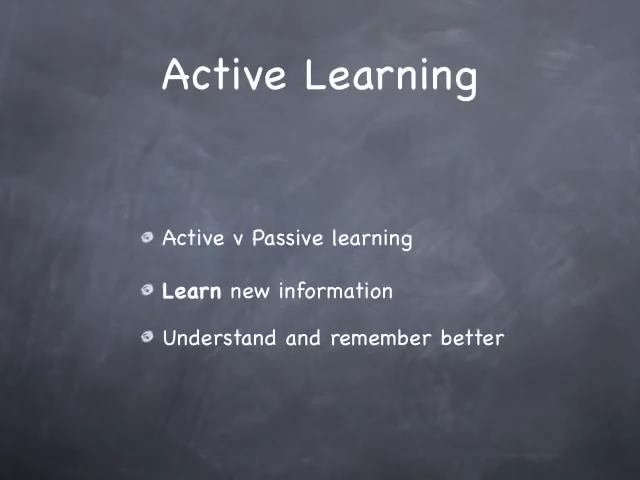 Active Learning
Active v Passive learning
Learn new information
Understand and remember better